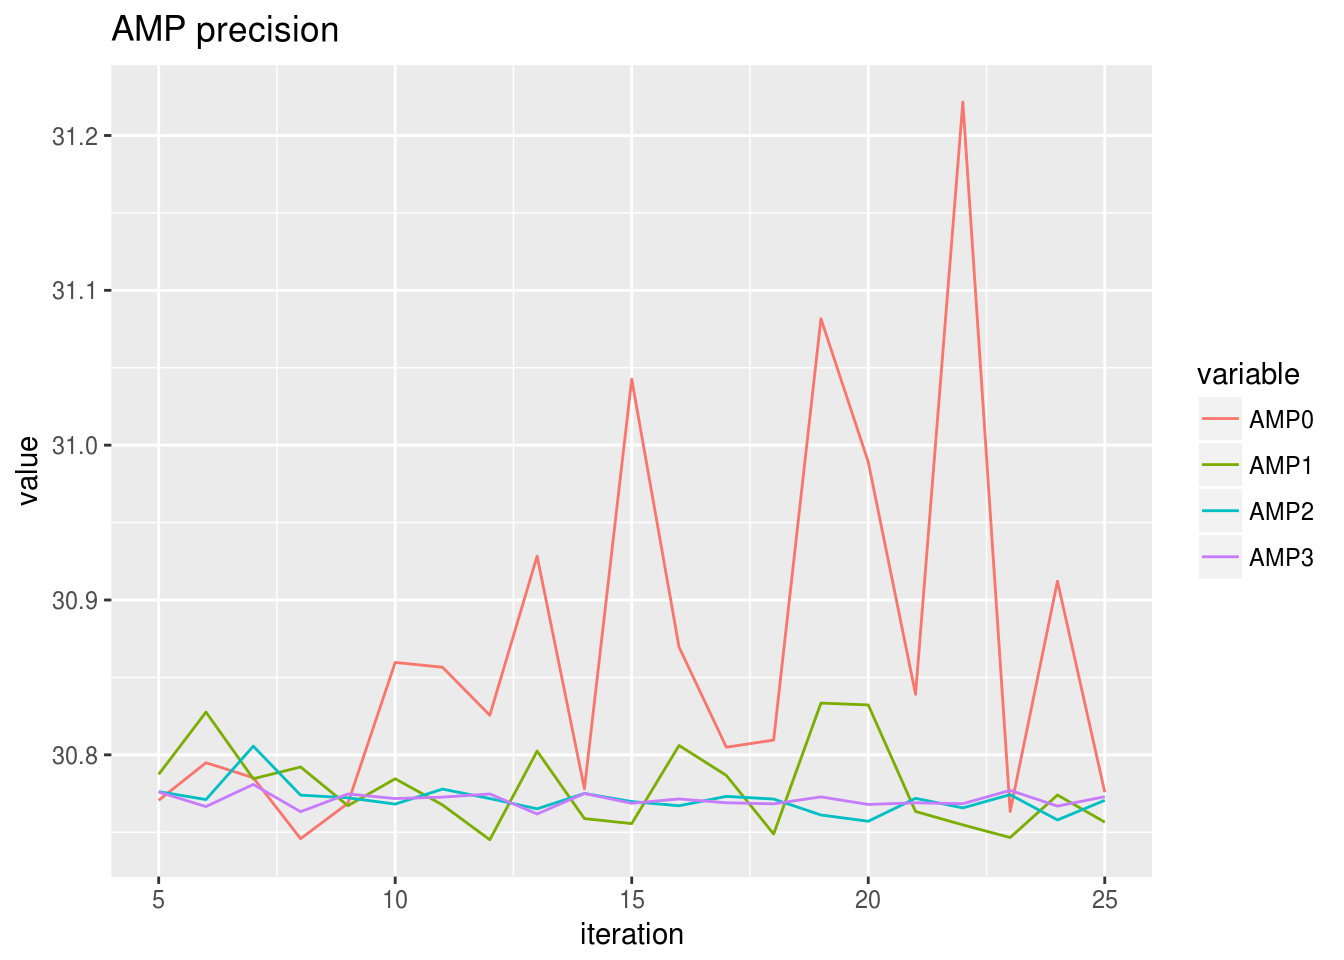 AMP precision
31.2
31.1
31.0
30.9
30.8
value
5 10 15 20 25
iteration
variable
AMP0
AMP1
AMP2
AMP3